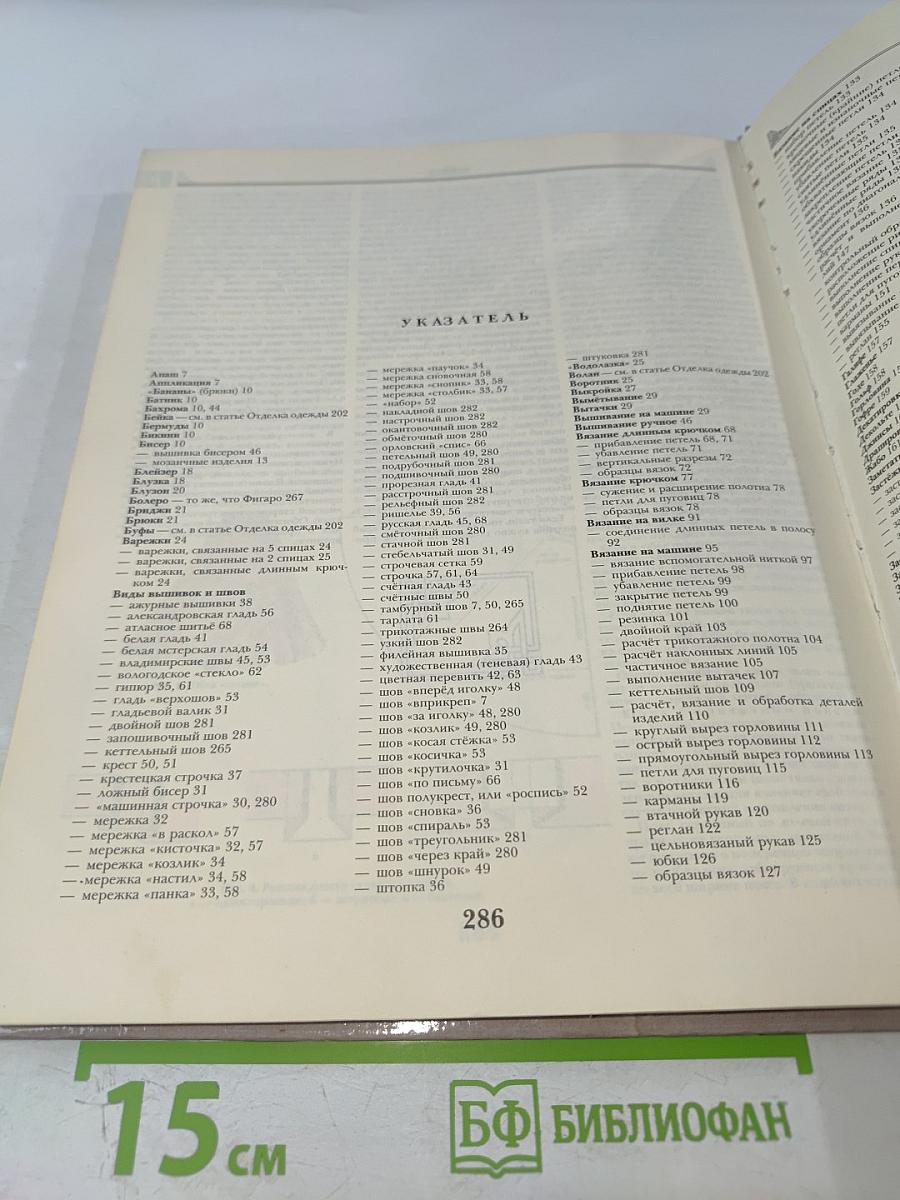 УКАЗАТЕЛЬ
Апаш 7
Аппликация 7
«Бананы» (брюки) 10
Батник 10
Бахрома 10, 44
Бейка — см. в статье Отделка одежды 202
Бермуды 10
Бикини 10
Бисер 10
— вышивка бисером 46
— мозаичные изделия 13
Блейзер 18
Блузка 18
Блузон 20
Болеро — то же, что Фигаро 267
Бриджи 21
Брюки 21
Буфы — см. в статье Отделка одежды 202
Варежки 24
— варежки, связанные на 5 спицах 24
— варежки, связанные на 2 спицах 25
— варежки, связанные длинным крюч-
ком 24
Виды вышивок и швов
— ажурные вышивки 38
— александровская гладь 56
— атласное шитьё 68
— белая гладь 41
— белая мстерская гладь 54
— владимирские швы 45, 53
— вологодское «стекло» 62
— гипюр 35, 61
— гладь «верхошов» 53
— гладьевой валик 31
— двойной шов 281
— запошивочный шов 281
— кеттельный шов 265
— крест 50, 51
— крестецкая строчка 37
— ложный бисер 31
— «машинная строчка» 30, 280
— мережка 32
— мережка «в раскол» 57
— мережка «кисточка» 32, 57
— мережка «козлик» 34
— мережка «настил» 34, 58
— мережка «панка» 33, 58
— мережка «паучок» 34
— мережка сновочная 58
— мережка «снопик» 33, 58
— мережка «столбик» 33, 57
— «набор» 52
— накладной шов 282
— настрочный шов 282
— окантовочный шов 282
— обмёточный шов 280
— орловский «спис» 66
— петельный шов 49, 280
— подрубочный шов 281
— подшивочный шов 280
— прорезная гладь 41
— расстрочный шов 281
— рельефный шов 282
— ришелье 39, 56
— русская гладь 45, 68
— смёточный шов 280
— стачной шов 281
— стебельчатый шов 31, 49
— строчевая сетка 59
— строчка 57, 61, 64
— счётная гладь 43
— счётные швы 50
— тамбурный шов 7, 50, 265
— тарлата 61
— трикотажные швы 264
— узкий шов 282
— филейная вышивка 35
— художественная (теневая) гладь 43
— цветная перевить 42, 63
— шов «вперёд иголку» 48
— шов «вприкреп» 7
— шов «за иголку» 48, 280
— шов «козлик» 49, 280
— шов «косая стёжка» 53
— шов «косичка» 53
— шов «крутилочка» 31
— шов «по письму» 66
— шов полукрест, или «роспись» 52
— шов «сновка» 36
— шов «спираль» 53
— шов «треугольник» 281
— шов «через край» 280
— шов «шнурок» 49
— штопка 36
— штуковка 281
«Водолазка» 25
Волан — см. в статье Отделка одежды 202
Воротник 25
Выкройка 27
Вымётывание 29
Вытачки 29
Вышивание на машине 29
Вышивание ручное 46
Вязание длинным крючком 68
— прибавление петель 68, 71
— убавление петель 71
— вертикальные разрезы 72
— образцы вязок 72
Вязание крючком 77
— сужение и расширение полотна 78
— петли для пуговиц 78
— образцы вязок 78
Вязание на вилке 91
— соединение длинных петель в полосу
92
Вязание на машине 95
— вязание вспомогательной ниткой 97
— прибавление петель 98
— убавление петель 99
— закрытие петель 99
— поднятие петель 100
— резинка 101
— двойной край 103
— расчёт трикотажного полотна 104
— расчёт наклонных линий 105
— частичное вязание 105
— выполнение вытачек 107
— кеттельный шов 109
— расчёт, вязание и обработка деталей
изделий 110
— круглый вырез горловины 111
— острый вырез горловины 112
— прямоугольный вырез горловины 113
— петли для пуговиц 115
— воротники 116
— карманы 119
— втачной рукав 120
— реглан 122
— цельновязаный рукав 125
— юбки 126
— образцы вязок 127
286
15 см
БФ БИБЛИОФАН